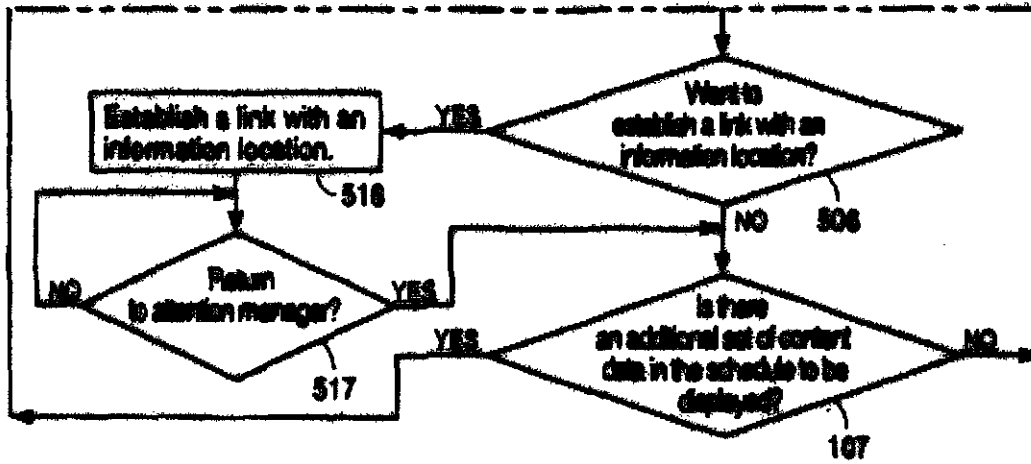 Want to
establish a link with an
information location?
506
YES
NO
Establish a link with an
information location.
516
Return
to attention manager?
517
NO
YES
Is there
an additional set of content
data in the schedule to be
displayed?
107
YES
NO